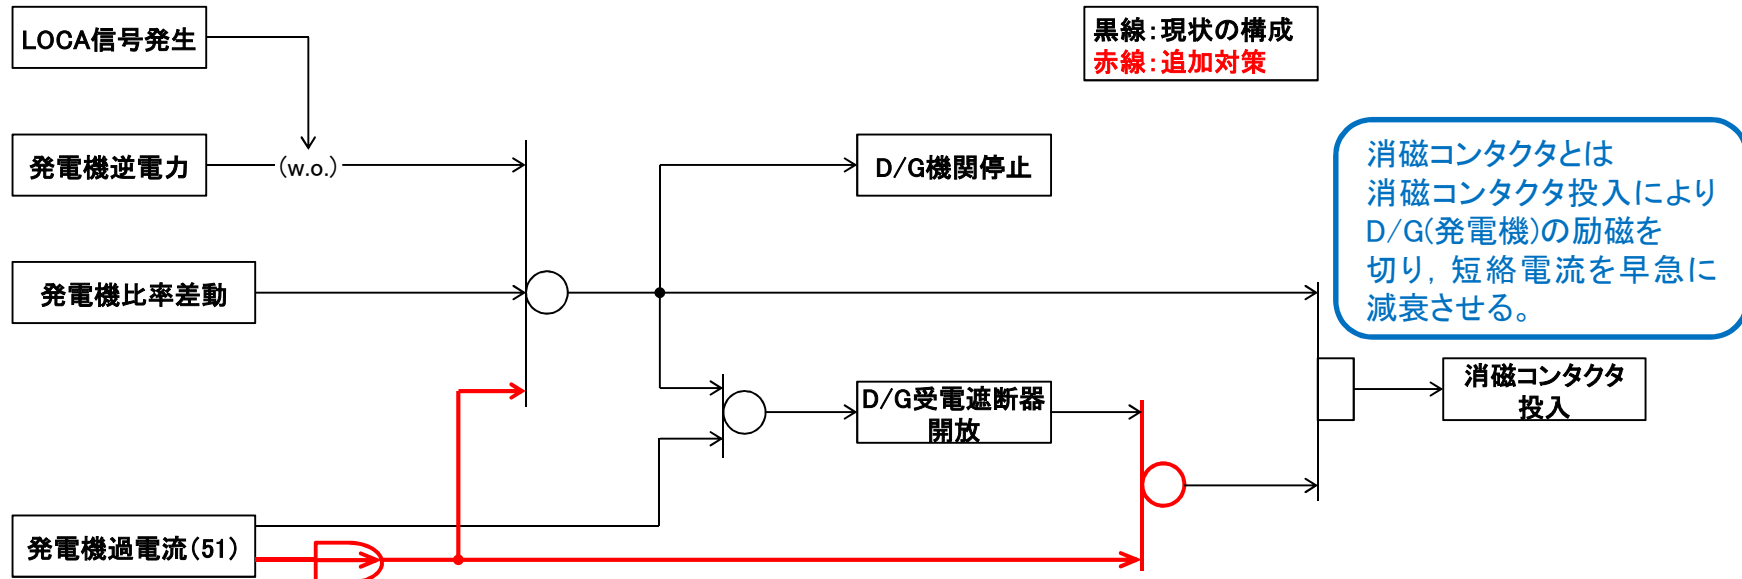 LOCA信号発生
黒線:現状の構成
赤線:追加対策
発電機逆電力
(w.o.)
D/G機関停止
消磁コンタクタとは
消磁コンタクタ投入により
D/G(発電機)の励磁を
切り，短絡電流を早急に
減衰させる。
発電機比率差動
D/G受電遮断器
開放
消磁コンタクタ
投入
発電機過電流(51)